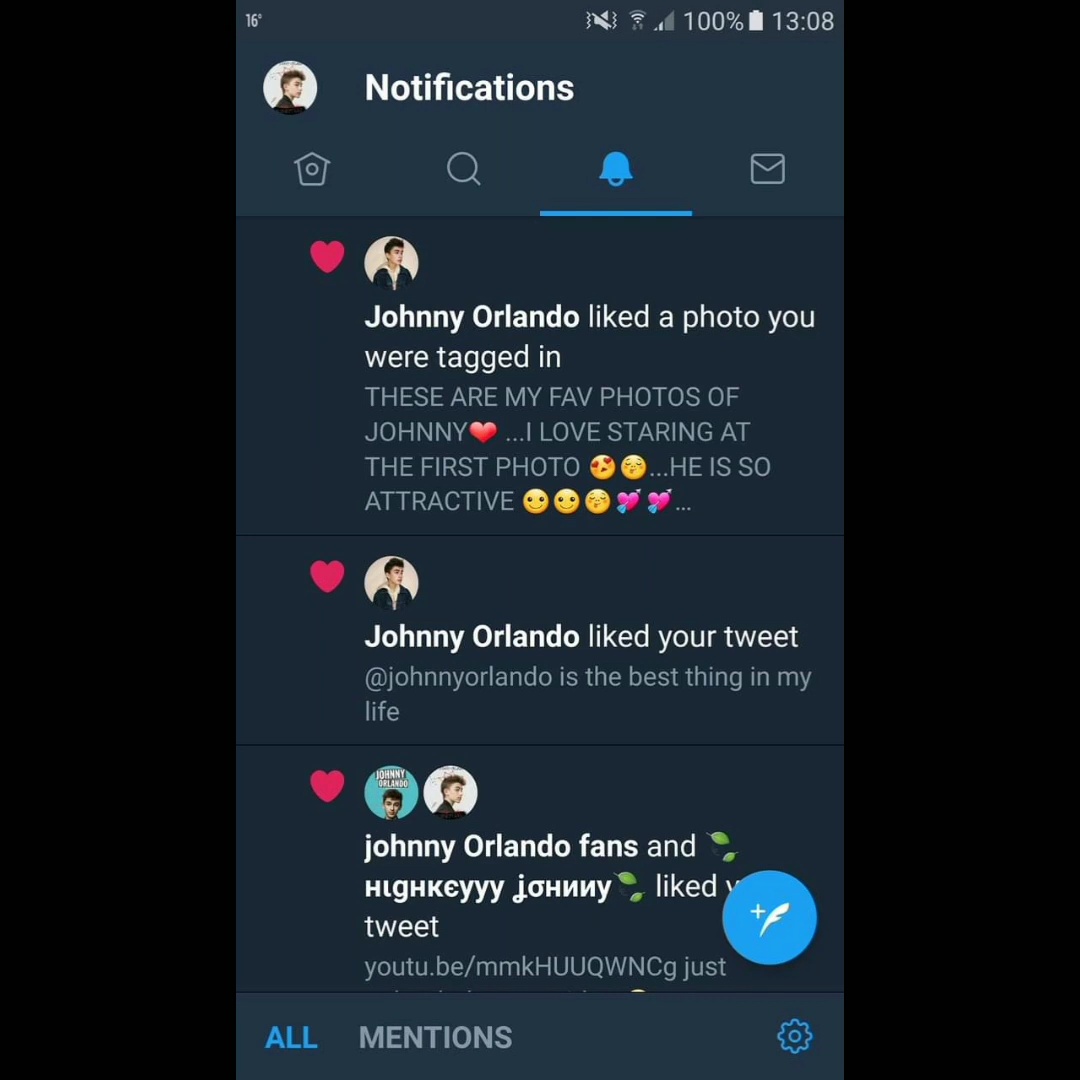 16°
100% 13:08
Notifications
Johnny Orlando liked a photo you
were tagged in
THESE ARE MY FAV PHOTOS OF
JOHNNY❤ ...I LOVE STARING AT
THE FIRST PHOTO 😍😚...HE IS SO
ATTRACTIVE 🙂🙂😚💘💘...
Johnny Orlando liked your tweet
@johnnyorlando is the best thing in my
life
JOHNNY
ORLANDO
johnny Orlando fans and 🍃
нιgнкєууу ʝσнииу🍃 liked
tweet
youtu.be/mmkHUUQWNCg just
ALL MENTIONS